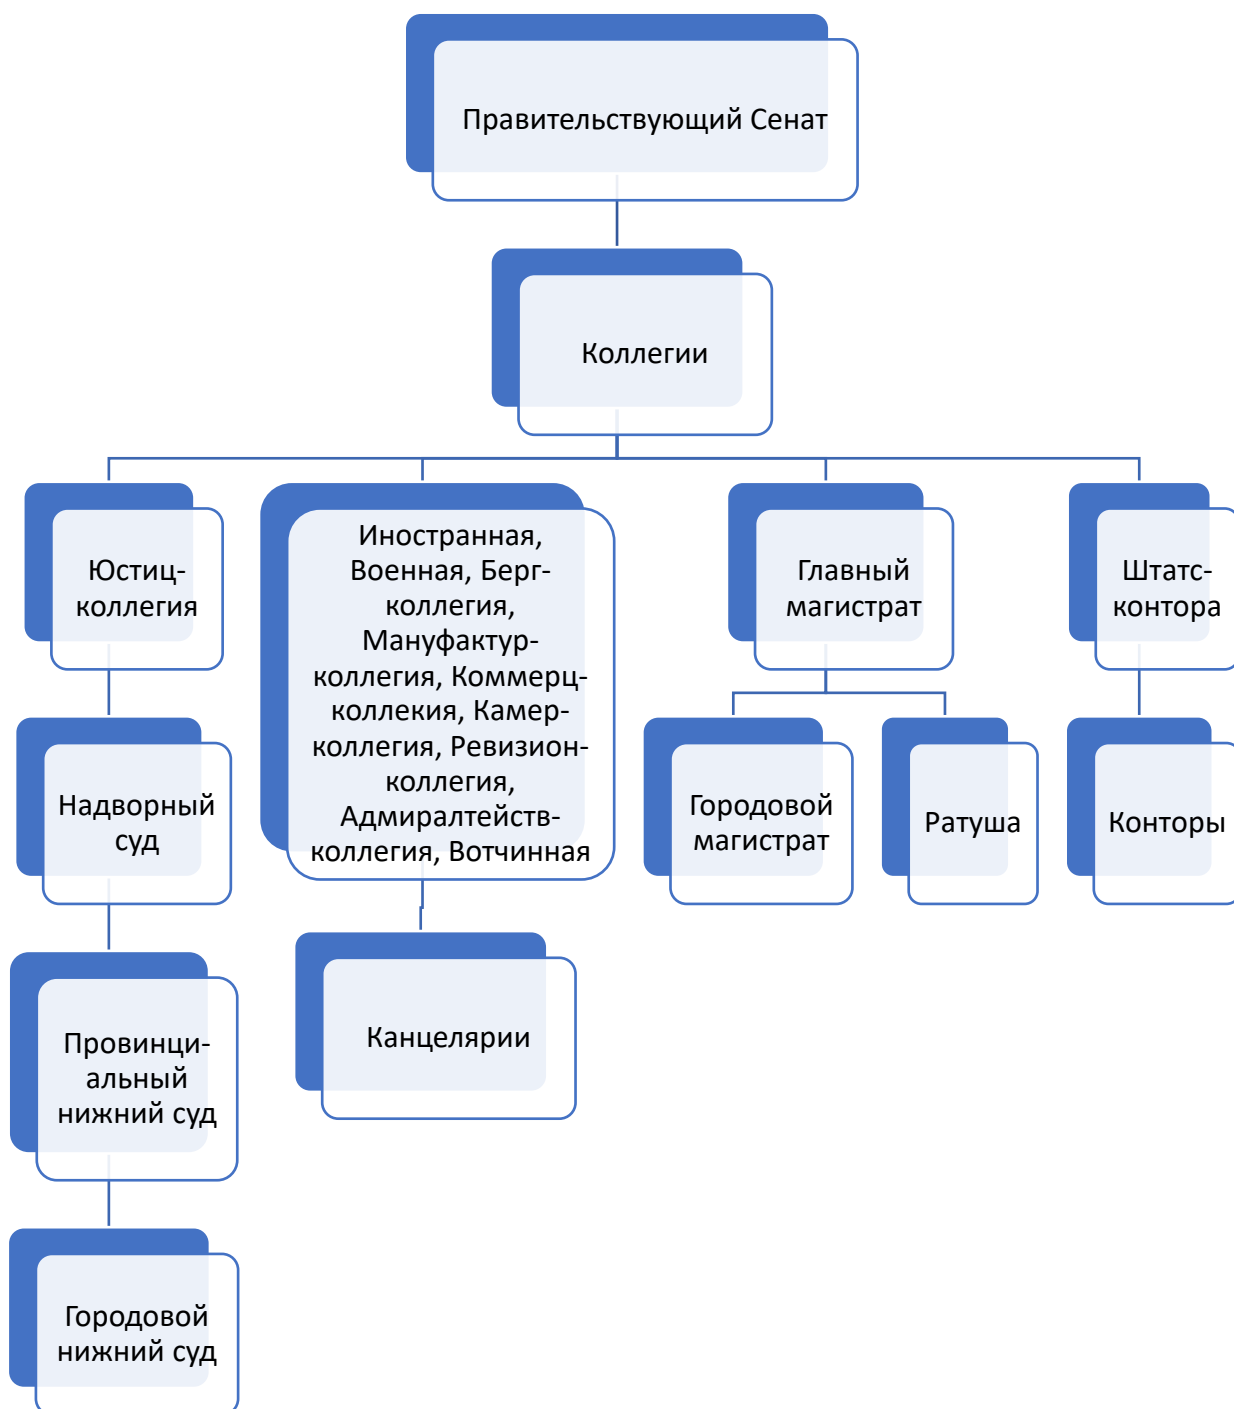 Правительствующий Сенат
Коллегии
Юстиц-
коллегия
Иностранная,
Военная, Берг-
коллегия,
Мануфактур-
коллегия, Коммерц-
коллекия, Камер-
коллегия, Ревизион-
коллегия,
Адмиралтейств-
коллегия, Вотчинная
Главный
магистрат
Штатс-
контора
Надворный
суд
Городовой
магистрат
Ратуша
Конторы
Провинци-
альный
нижний суд
Канцелярии
Городовой
нижний суд